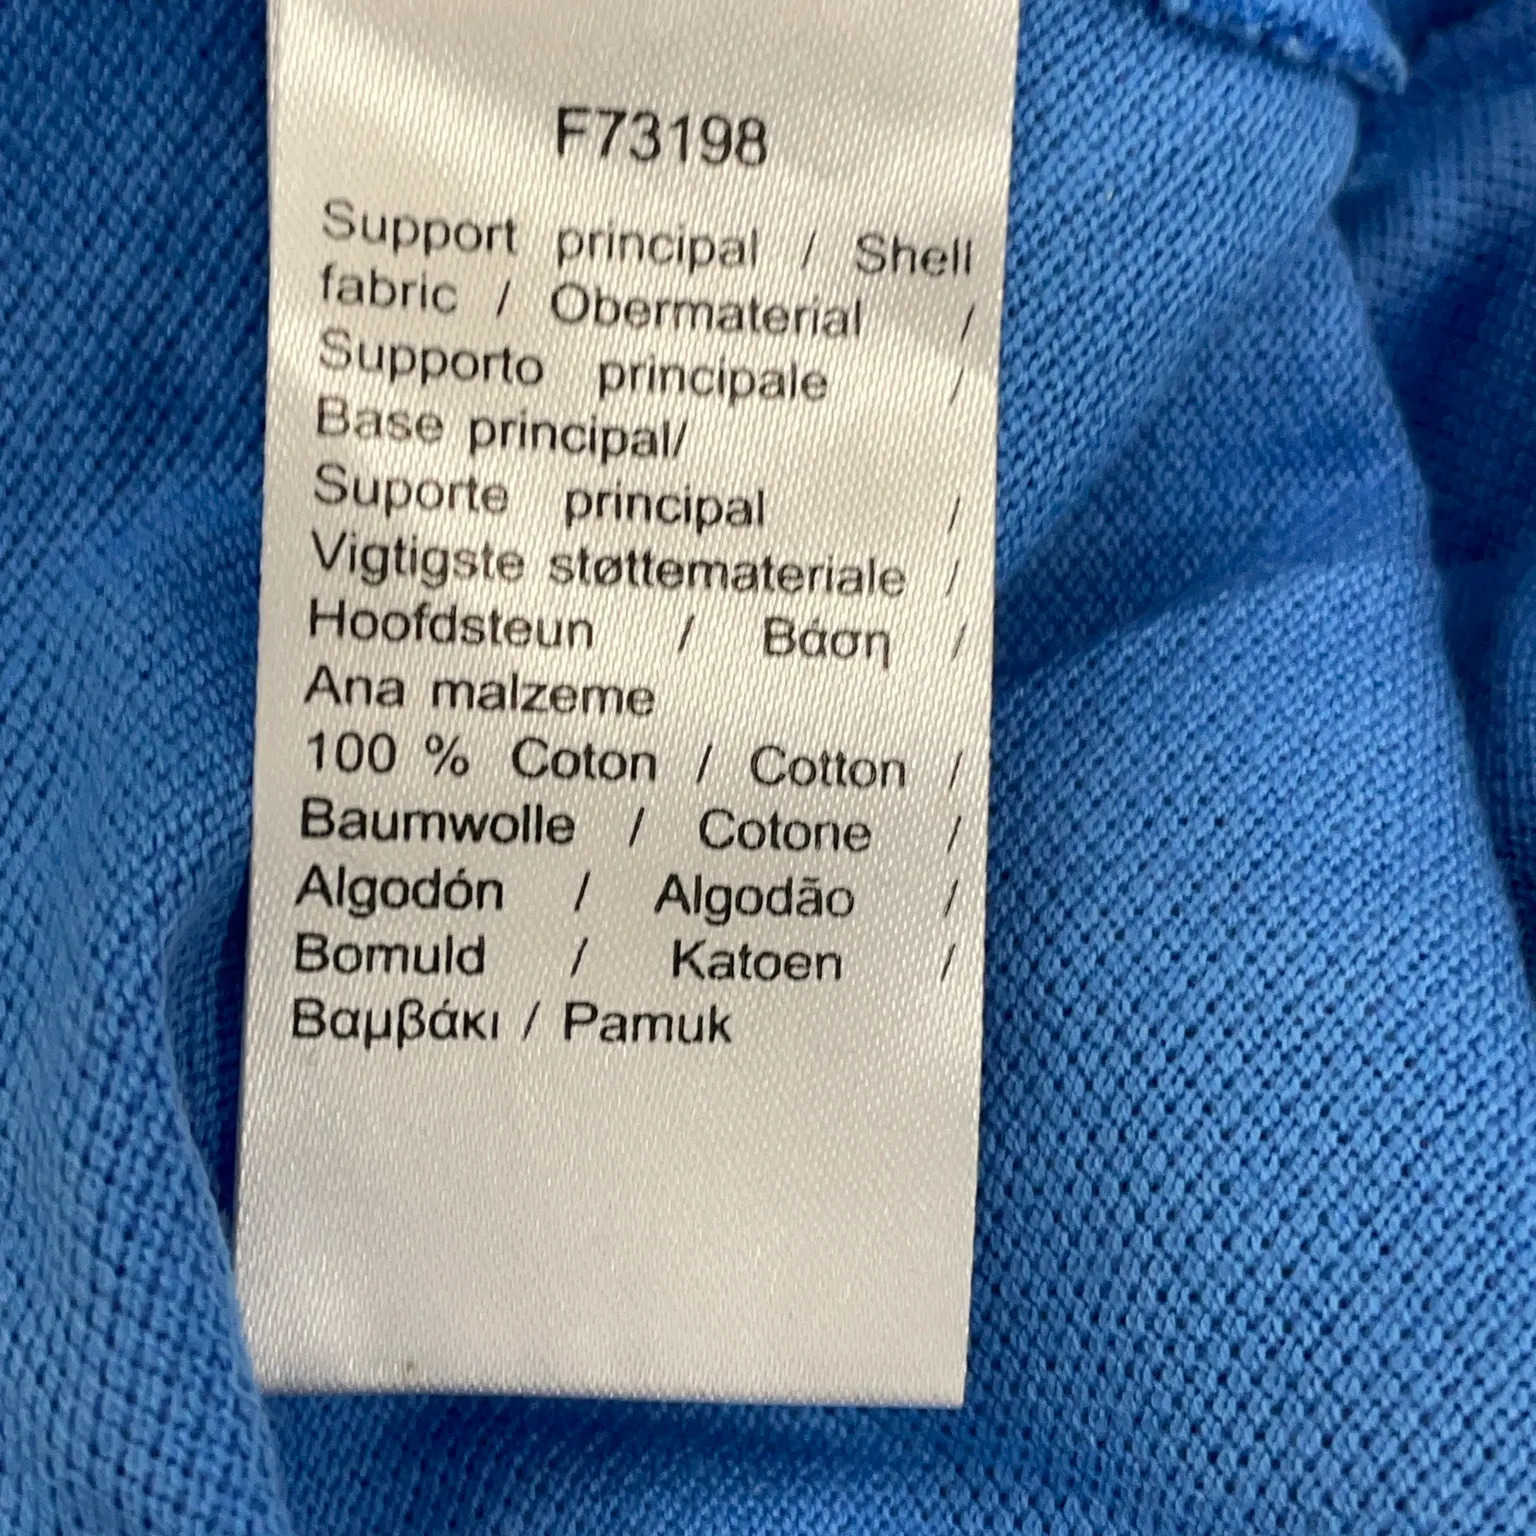 F73198
Support principal / Shell
fabric / Obermaterial /
Supporto principale /
Base principal/
Suporte principal /
Vigtigste støttemateriale /
Hoofdsteun / Βάση /
Ana malzeme
100 % Coton / Cotton /
Baumwolle / Cotone /
Algodón / Algodão /
Bomuld / Katoen /
Βαμβάκι / Pamuk